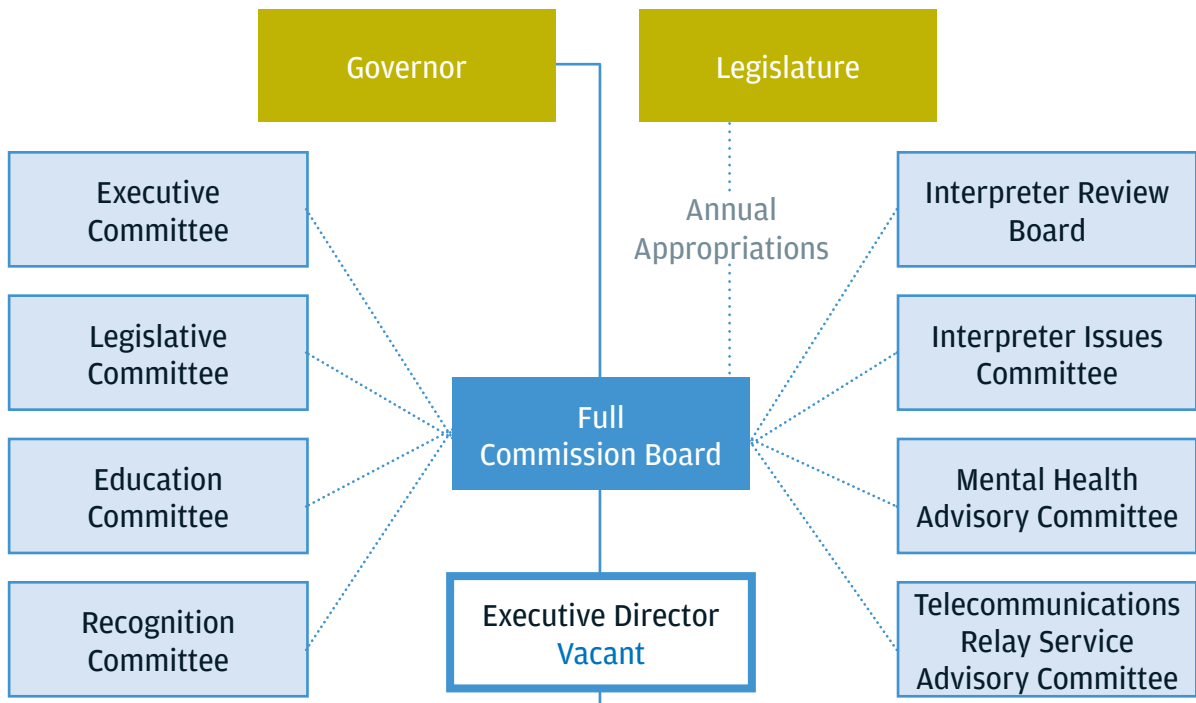 Governor
Legislature
Annual
Appropriations
Executive
Committee
Legislative
Committee
Education
Committee
Recognition
Committee
Full
Commission Board
Executive Director
Vacant
Interpreter Review
Board
Interpreter Issues
Committee
Mental Health
Advisory Committee
Telecommunications
Relay Service
Advisory Committee